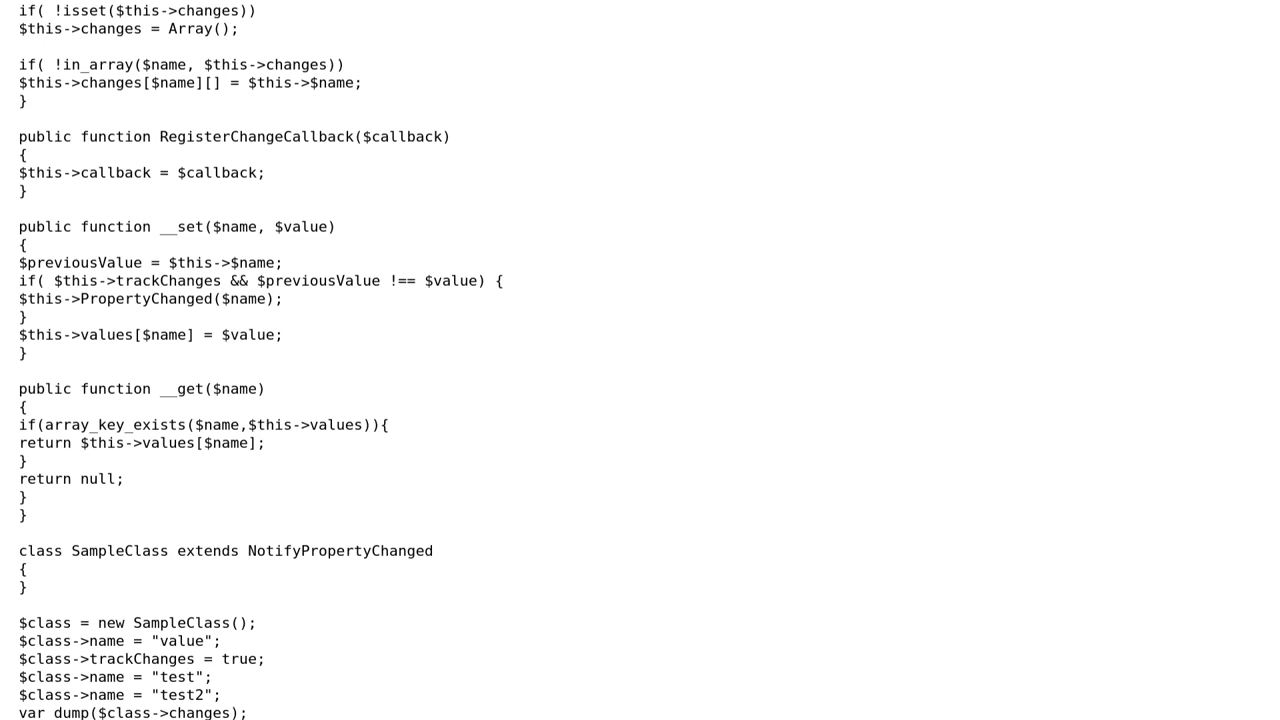 if( !isset($this->changes))
$this->changes = Array();
if( !in_array($name, $this->changes))
$this->changes[$name][] = $this->$name;
}
public function RegisterChangeCallback($callback)
{
$this->callback = $callback;
}
public function __set($name, $value)
{
$previousValue = $this->$name;
if( $this->trackChanges && $previousValue !== $value) {
$this->PropertyChanged($name);
}
$this->values[$name] = $value;
}
public function __get($name)
{
if(array_key_exists($name,$this->values)){
return $this->values[$name];
}
return null;
}
}
class SampleClass extends NotifyPropertyChanged
{
}
$class = new SampleClass();
$class->name = "value";
$class->trackChanges = true;
$class->name = "test";
$class->name = "test2";
var_dump($class->changes);